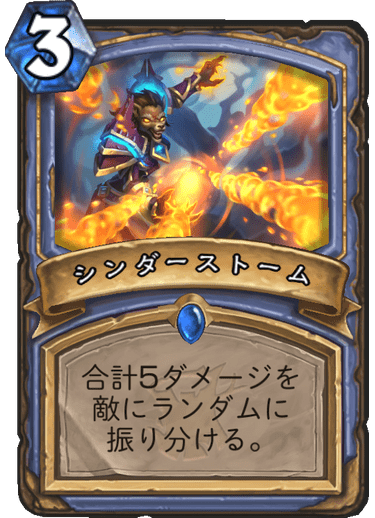 3
シンダーストーム
合計5ダメージを
敵にランダムに
振り分ける。